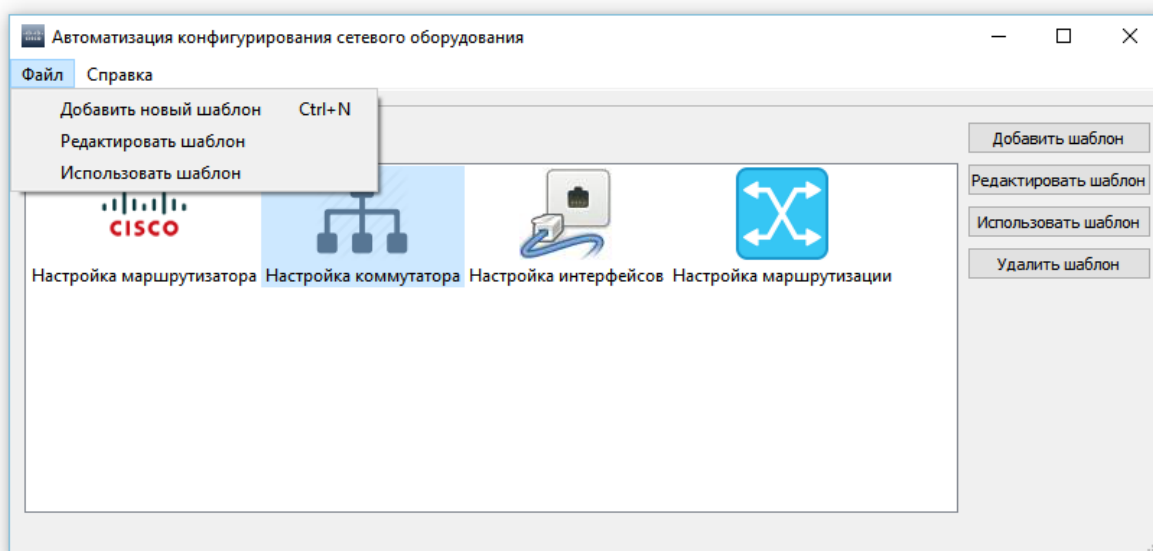 Автоматизация конфигурирования сетевого оборудования
Файл Справка
Добавить новый шаблон Ctrl+N
Редактировать шаблон
Использовать шаблон
Добавить шаблон
Редактировать шаблон
Использовать шаблон
Удалить шаблон
CISCO
Настройка маршрутизатора Настройка коммутатора Настройка интерфейсов Настройка маршрутизации